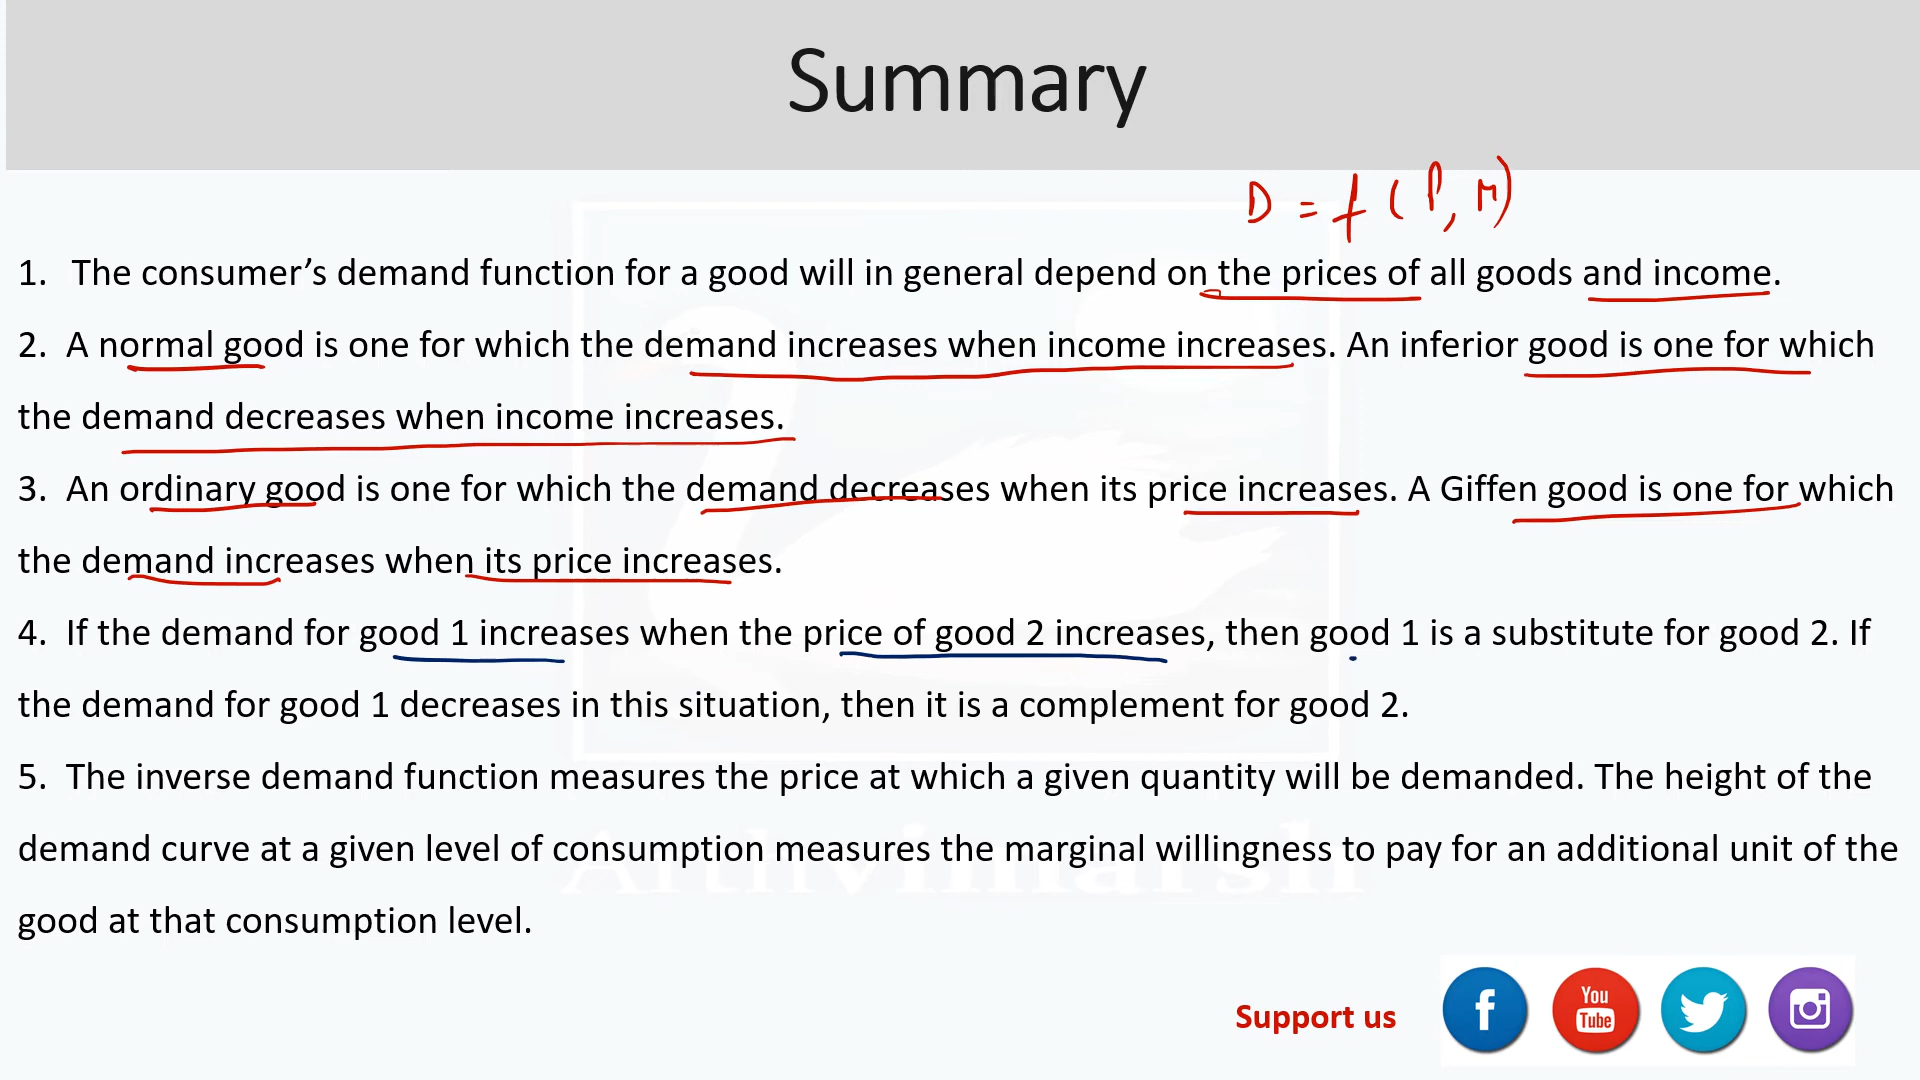 Summary
D = f (P, M)
1. The consumer’s demand function for a good will in general depend on the prices of all goods and income.
2. A normal good is one for which the demand increases when income increases. An inferior good is one for which
the demand decreases when income increases.
3. An ordinary good is one for which the demand decreases when its price increases. A Giffen good is one for which
the demand increases when its price increases.
4. If the demand for good 1 increases when the price of good 2 increases, then good 1 is a substitute for good 2. If
the demand for good 1 decreases in this situation, then it is a complement for good 2.
5. The inverse demand function measures the price at which a given quantity will be demanded. The height of the
demand curve at a given level of consumption measures the marginal willingness to pay for an additional unit of the
good at that consumption level.
Arthvimarsh
Support us
f
You
Tube